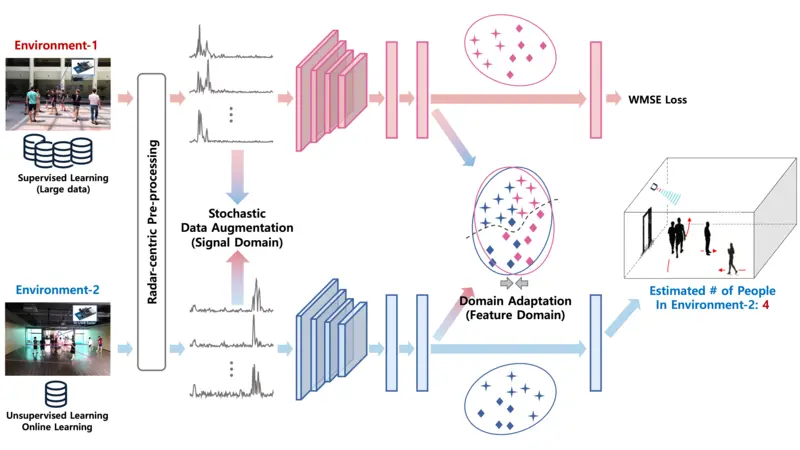 Environment-1
Supervised Learning
(Large data)
Radar-centric Pre-processing
Stochastic
Data Augmentation
(Signal Domain)
WMSE Loss
Domain Adaptation
(Feature Domain)
Estimated # of People
In Environment-2: 4
Environment-2
Unsupervised Learning
Online Learning